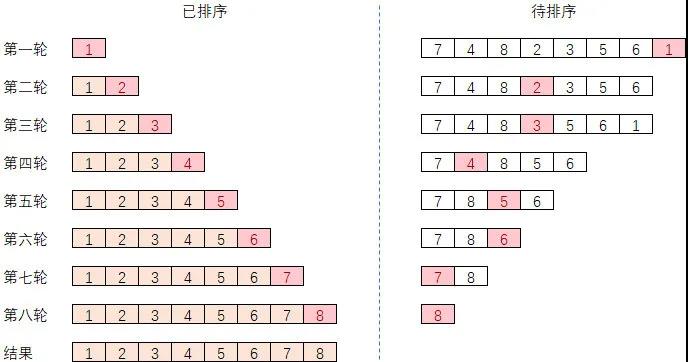 已排序 待排序
第一轮 1 7 4 8 2 3 5 6 1
第二轮 1 2 7 4 8 2 3 5 6
第三轮 1 2 3 7 4 8 3 5 6 1
第四轮 1 2 3 4 7 4 8 5 6
第五轮 1 2 3 4 5 7 8 5 6
第六轮 1 2 3 4 5 6 7 8 6
第七轮 1 2 3 4 5 6 7 7 8
第八轮 1 2 3 4 5 6 7 8 8
结果 1 2 3 4 5 6 7 8